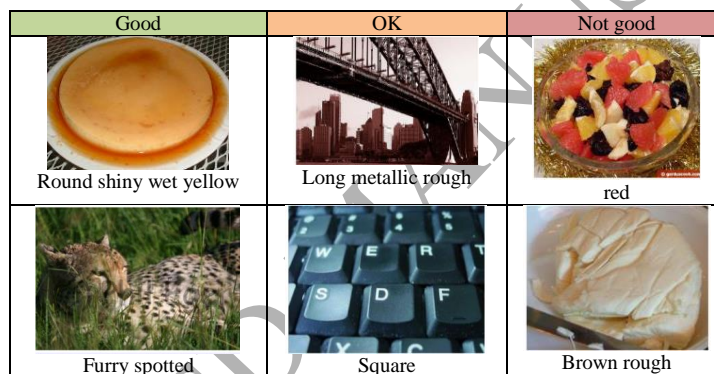 Good OK Not good
Round shiny wet yellow
Long metallic rough
red
W E R T
S D F
X C
Furry spotted
Square
Brown rough